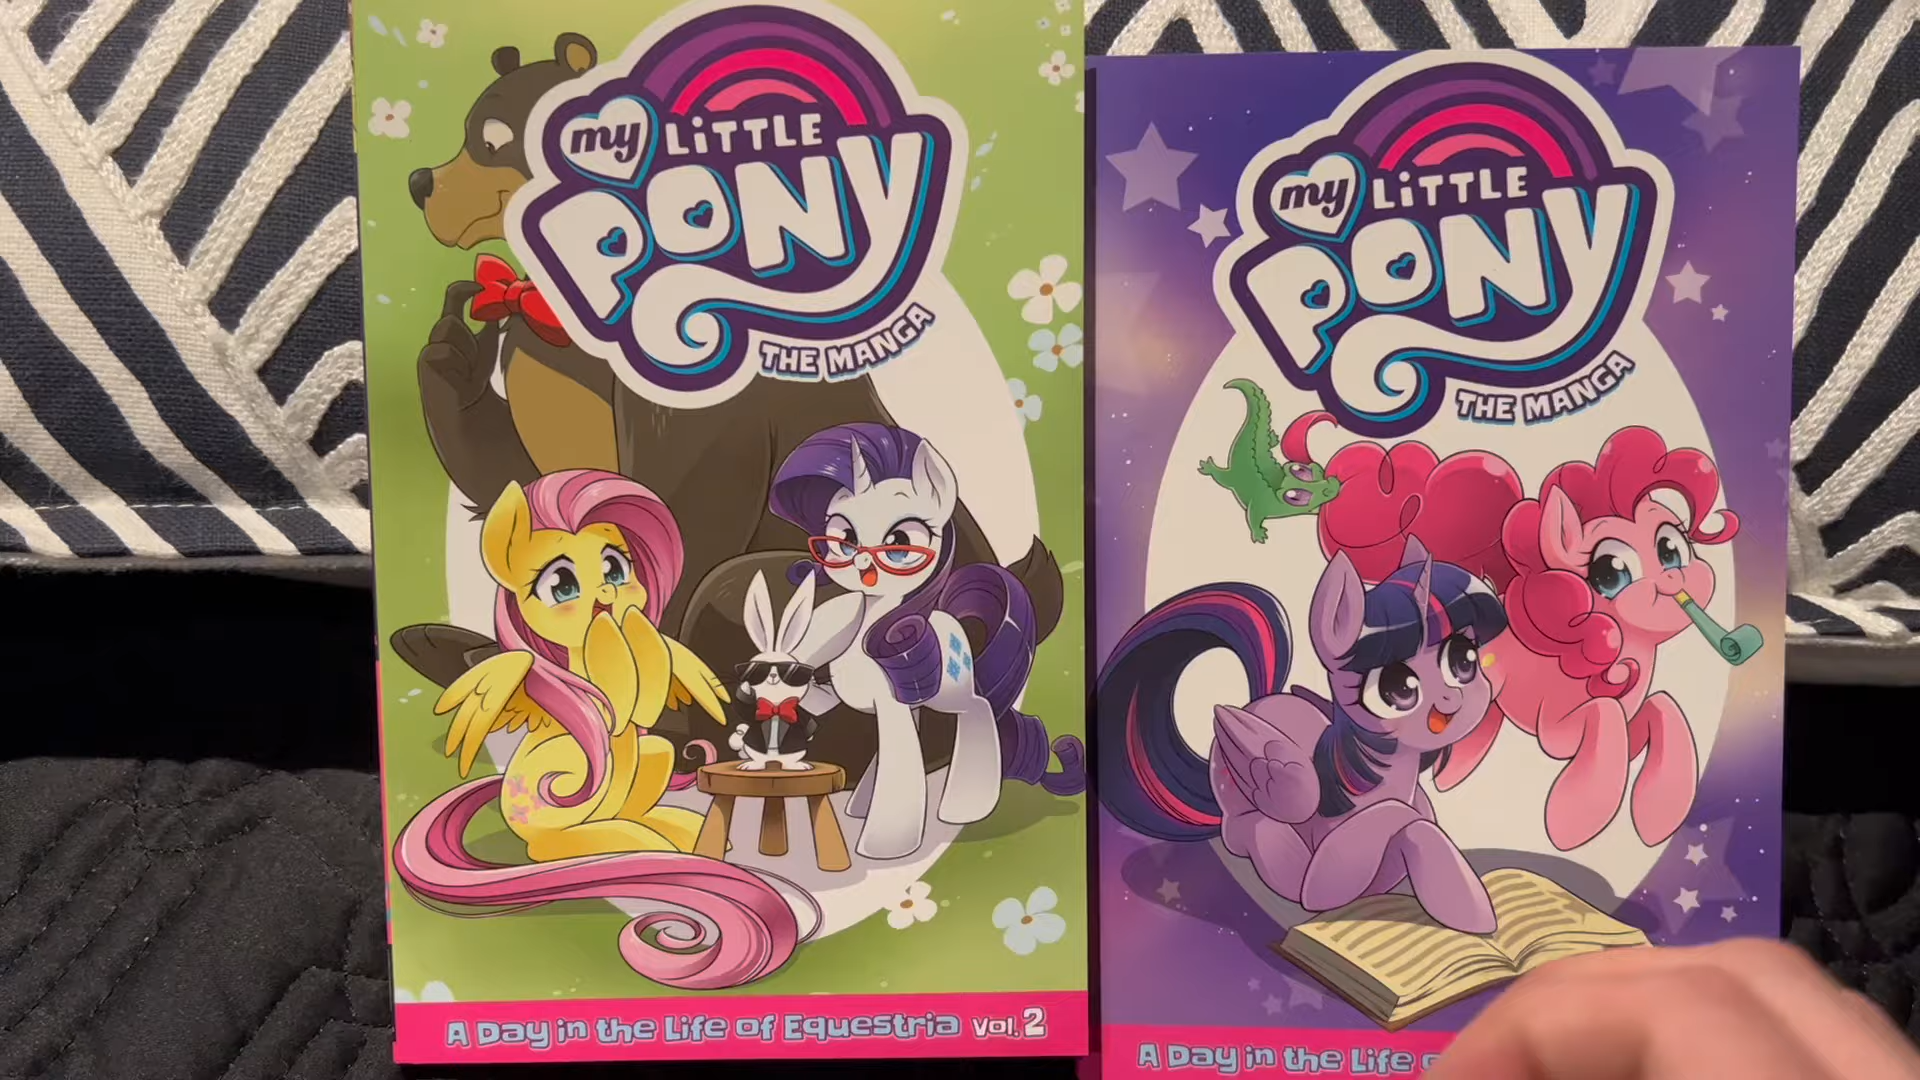 my LiTTLE
PONY
THE MANGA
A Day in the Life of Equestria Vol.2
my LiTTLE
PONY
THE MANGA
A Day in the Life